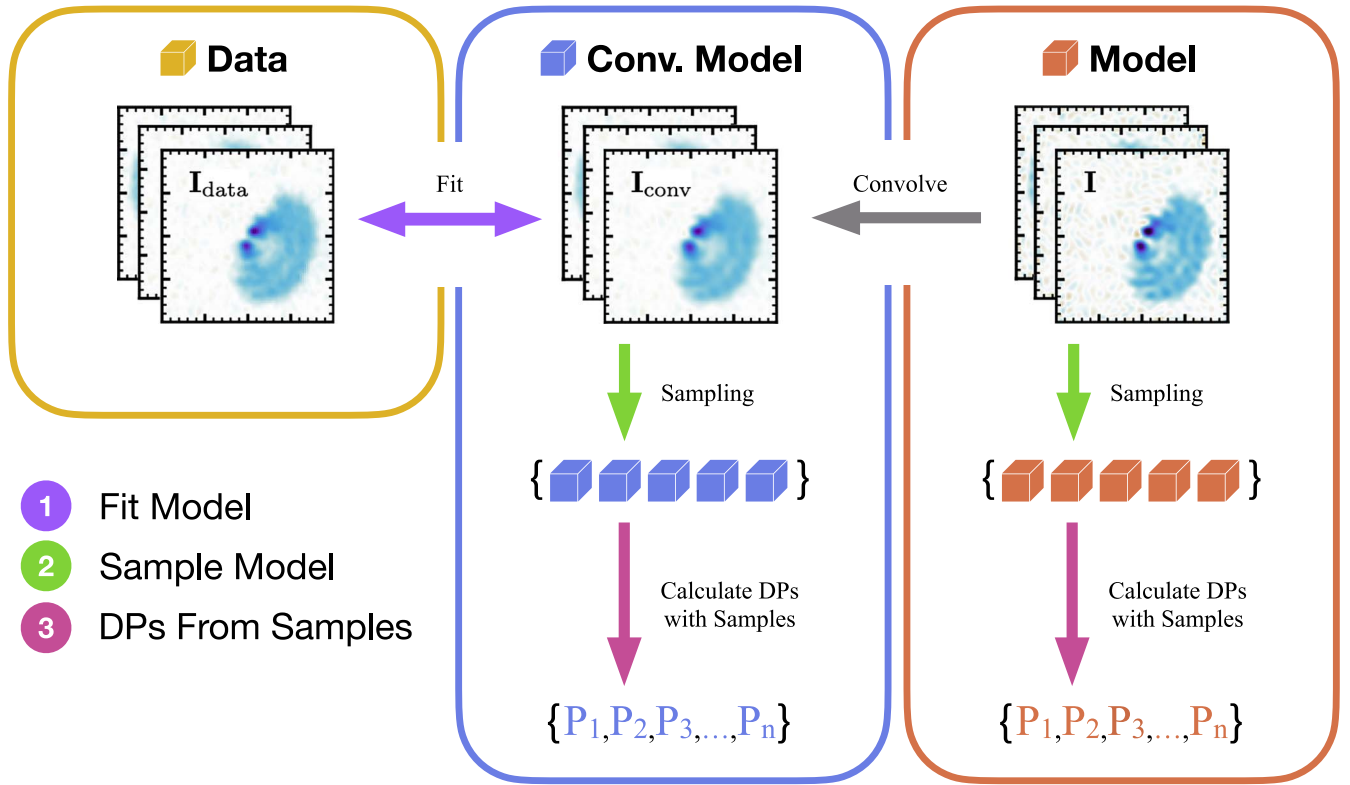 Data
Conv. Model
Model
I_data
Fit
I_conv
Convolve
I
Sampling
Sampling
{ }
{ }
1 Fit Model
2 Sample Model
3 DPs From Samples
Calculate DPs
with Samples
Calculate DPs
with Samples
{P₁,P₂,P₃,...,Pₙ}
{P₁,P₂,P₃,...,Pₙ}